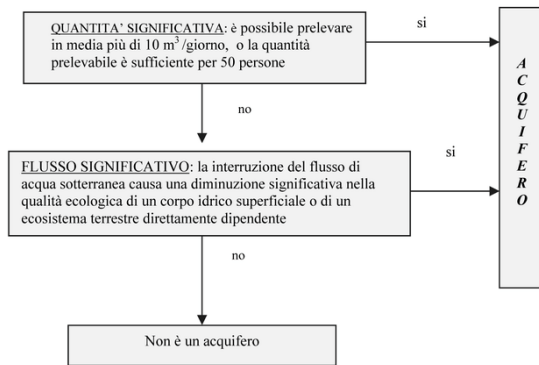 QUANTITA' SIGNIFICATIVA: è possibile prelevare
in media più di 10 m³ /giorno, o la quantità
prelevabile è sufficiente per 50 persone
si
no
FLUSSO SIGNIFICATIVO: la interruzione del flusso di
acqua sotterranea causa una diminuzione significativa nella
qualità ecologica di un corpo idrico superficiale o di un
ecosistema terrestre direttamente dipendente
si
no
Non è un acquifero
A
C
Q
U
I
F
E
R
O